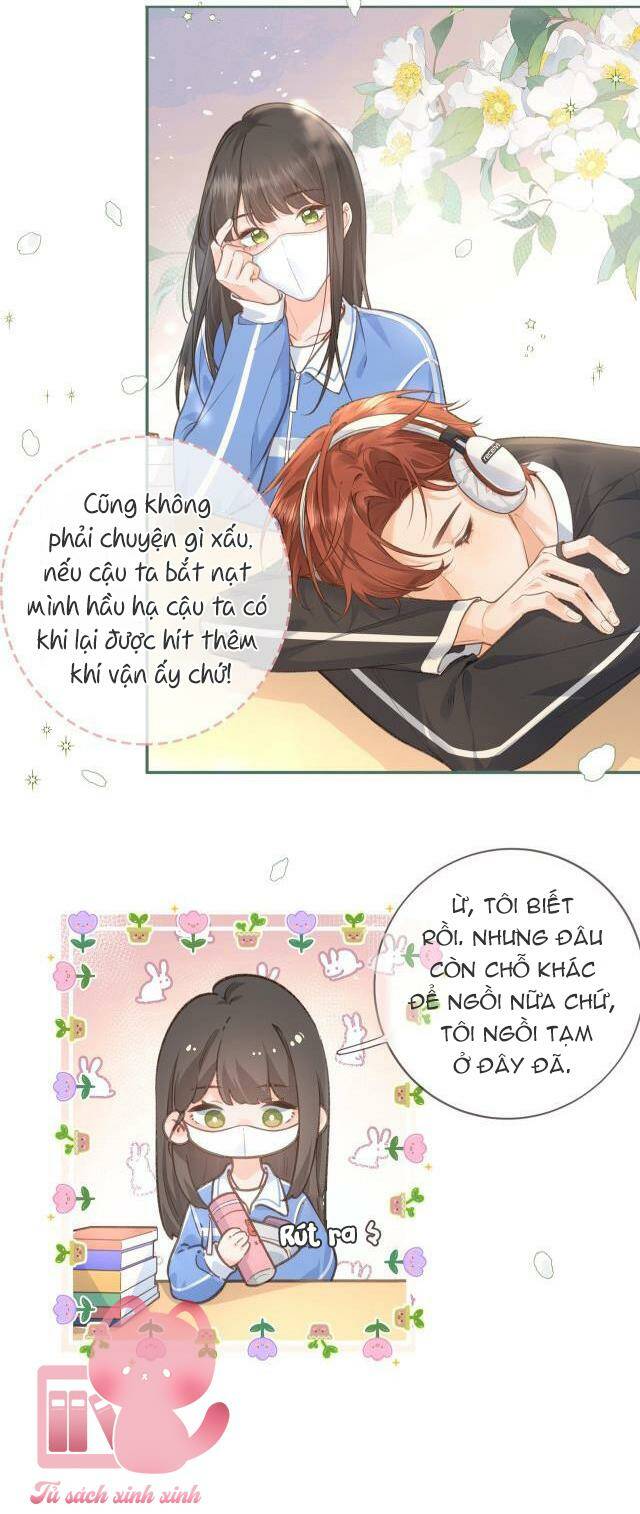 Cũng không
phải chuyện gì xấu,
nếu cậu ta bắt nạt
mình hầu hạ cậu ta có
khi lại được hít thêm
khí vận ấy chứ!
Ừ, TÔI BIẾT
RỒI. NHƯNG ĐÂU
CÒN CHỖ KHÁC
ĐỂ NGỒI NỮA CHỨ,
TÔI NGỒI TẠM
Ở ĐÂY ĐÃ.
Rút ra
Tủ sách xinh xinh